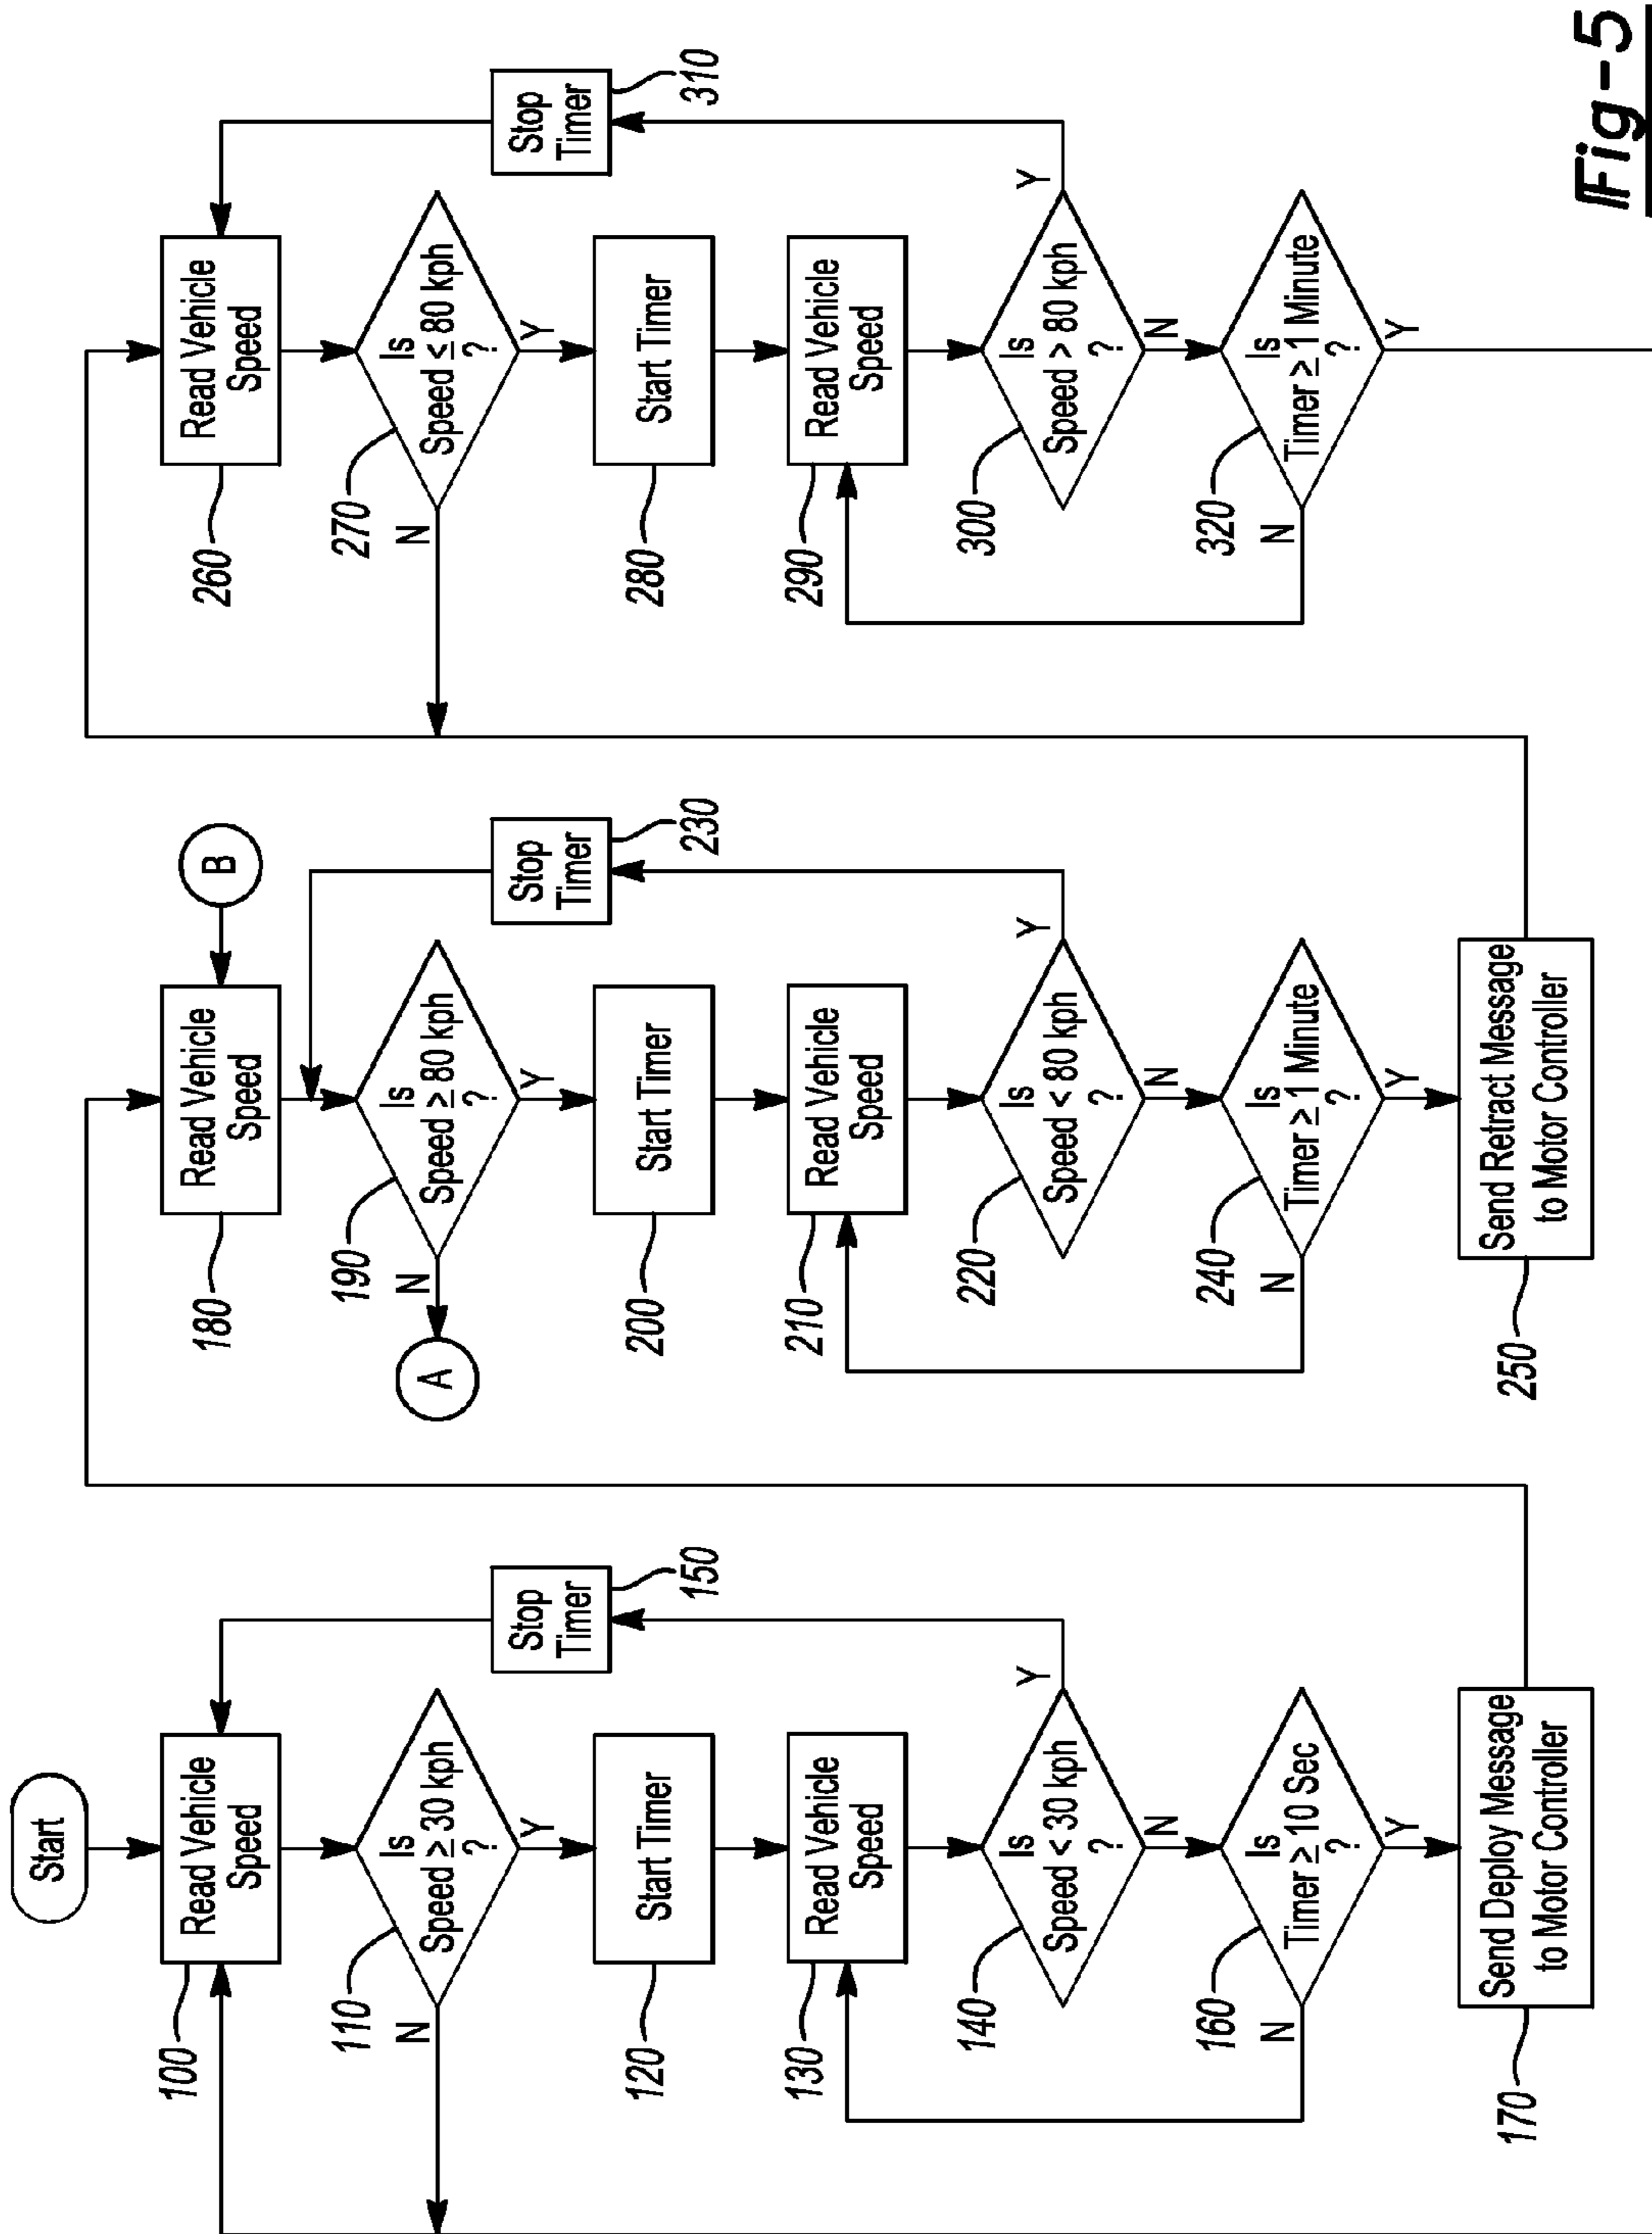 Start
Read Vehicle
Speed
100
Is
Speed ≥ 30 kph
?
110
N
Y
Start Timer
120
Read Vehicle
Speed
130
Is
Speed < 30 kph
?
140
Y
N
Stop
Timer
150
Is
Timer ≥ 10 Sec
?
160
N
Y
Send Deploy Message
to Motor Controller
170
B
Read Vehicle
Speed
180
Is
Speed ≥ 80 kph
?
190
N
A
Y
Start Timer
200
Read Vehicle
Speed
210
Is
Speed < 80 kph
?
220
Y
N
Stop
Timer
230
Is
Timer ≥ 1 Minute
?
240
N
Y
Send Retract Message
to Motor Controller
250
Read Vehicle
Speed
260
Is
Speed ≤ 80 kph
?
270
N
Y
Start Timer
280
Read Vehicle
Speed
290
Is
Speed > 80 kph
?
300
Y
N
Stop
Timer
310
Is
Timer ≥ 1 Minute
?
320
N
Y
Fig-5